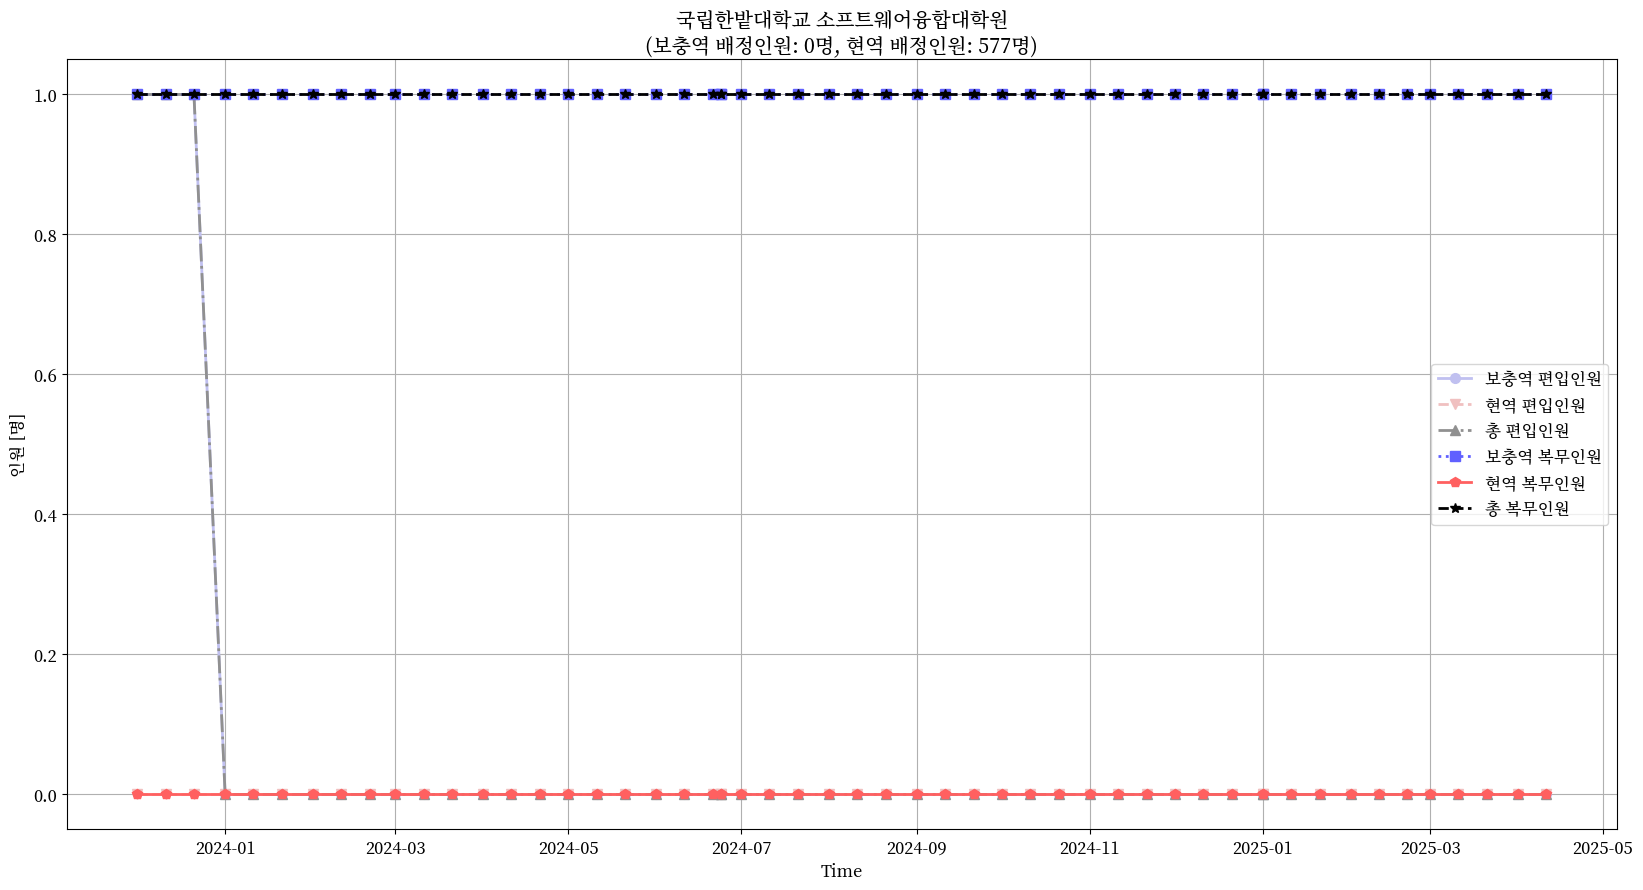 국립한밭대학교 소프트웨어융합대학원
(보충역 배정인원: 0명, 현역 배정인원: 577명)
1.0
0.8
0.6
0.4
0.2
0.0
인원 [명]
보충역 편입인원
현역 편입인원
총 편입인원
보충역 복무인원
현역 복무인원
총 복무인원
2024-01 2024-03 2024-05 2024-07 2024-09 2024-11 2025-01 2025-03 2025-05
Time